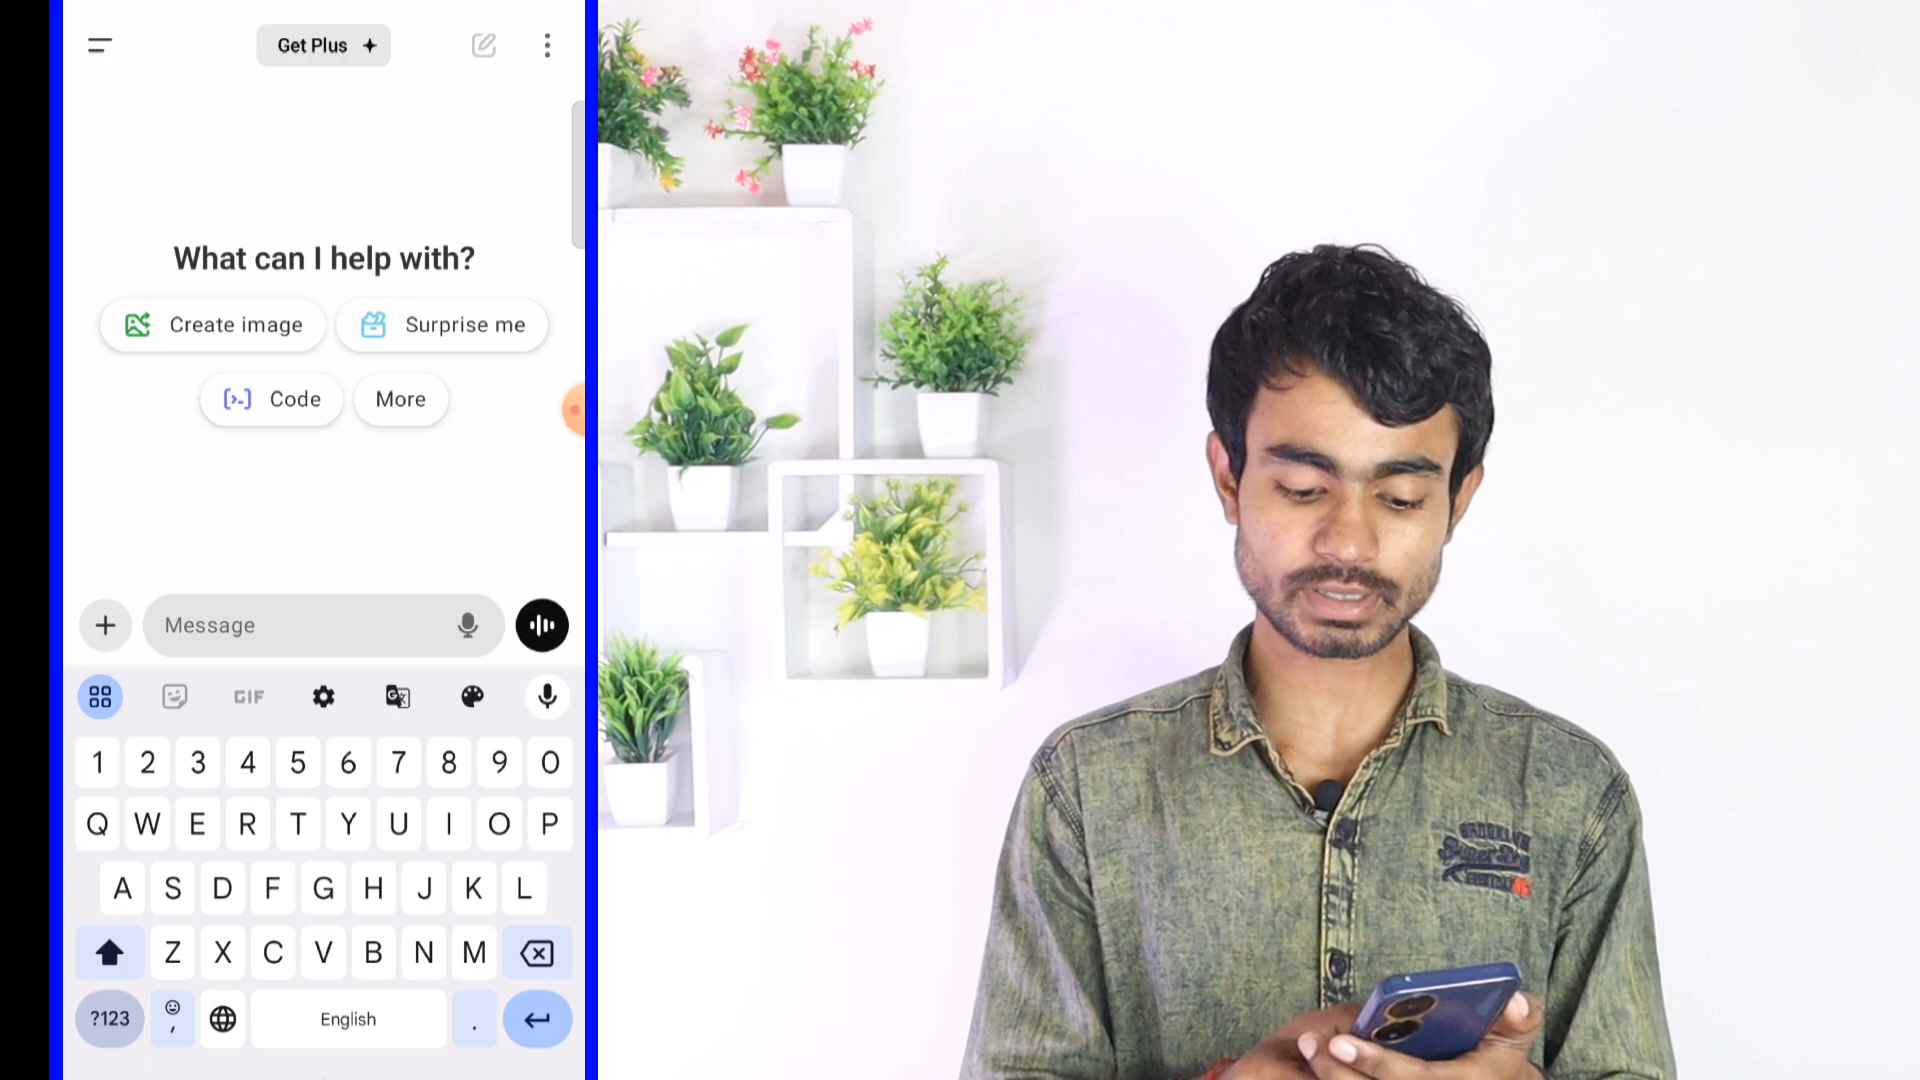 Get Plus
What can I help with?
Create image
Surprise me
Code
More
Message
GIF
1 2 3 4 5 6 7 8 9 0
Q W E R T Y U I O P
A S D F G H J K L
Z X C V B N M
?123 , English .
BROOKLYN